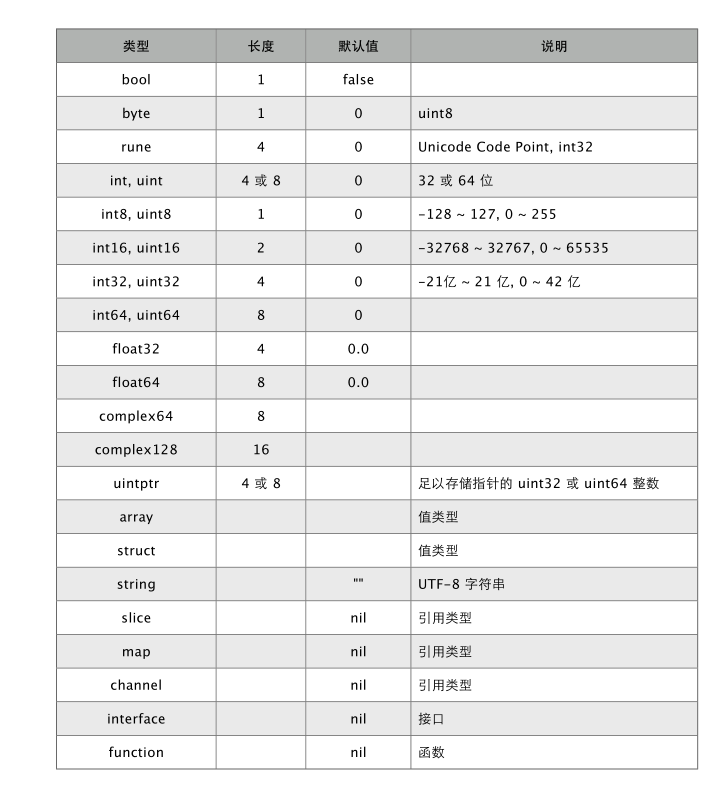 类型 长度 默认值 说明
bool 1 false
byte 1 0 uint8
rune 4 0 Unicode Code Point, int32
int, uint 4 或 8 0 32 或 64 位
int8, uint8 1 0 -128 ~ 127, 0 ~ 255
int16, uint16 2 0 -32768 ~ 32767, 0 ~ 65535
int32, uint32 4 0 -21亿 ~ 21 亿, 0 ~ 42 亿
int64, uint64 8 0
float32 4 0.0
float64 8 0.0
complex64 8
complex128 16
uintptr 4 或 8 足以存储指针的 uint32 或 uint64 整数
array 值类型
struct 值类型
string "" UTF-8 字符串
slice nil 引用类型
map nil 引用类型
channel nil 引用类型
interface nil 接口
function nil 函数